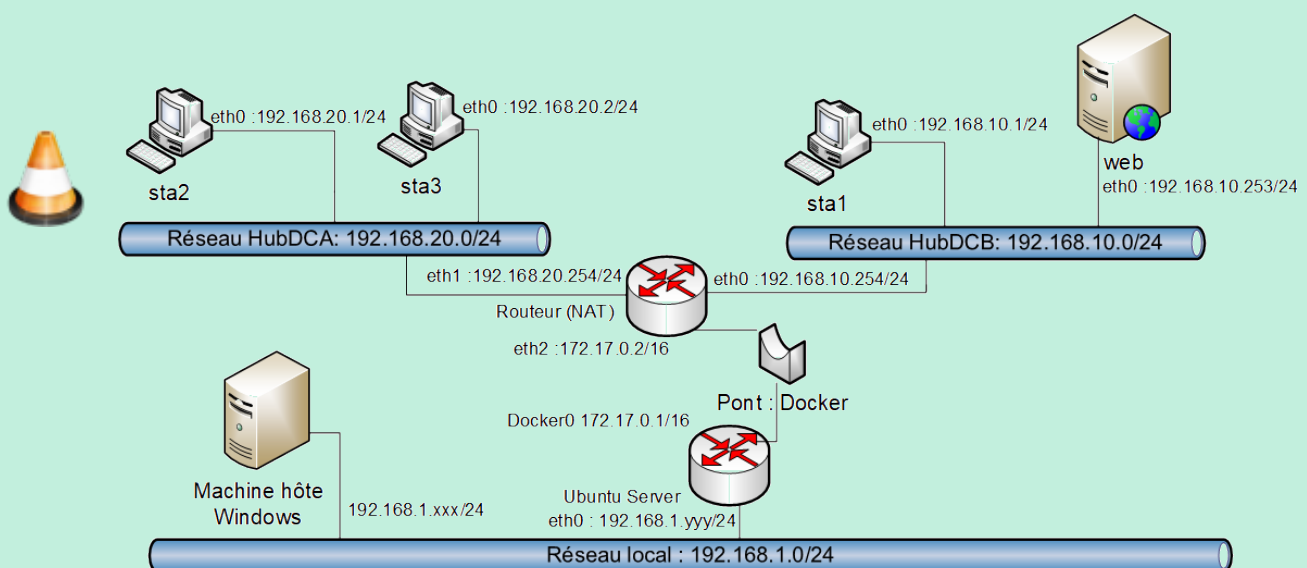 eth0 :192.168.20.1/24
eth0 :192.168.20.2/24
eth0 :192.168.10.1/24
sta2
sta3
sta1
web
eth0 :192.168.10.253/24
Réseau HubDCA: 192.168.20.0/24
Réseau HubDCB: 192.168.10.0/24
eth1 :192.168.20.254/24
eth0 :192.168.10.254/24
Routeur (NAT)
eth2 :172.17.0.2/16
Pont : Docker
Docker0 172.17.0.1/16
Machine hôte
Windows
192.168.1.xxx/24
Ubuntu Server
eth0 : 192.168.1.yyy/24
Réseau local : 192.168.1.0/24